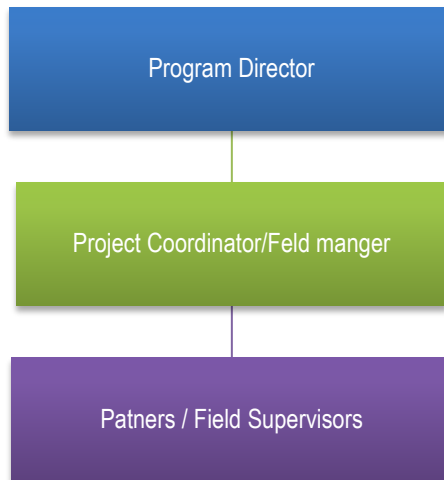 Program Director
Project Coordinator/Feld manger
Patners / Field Supervisors